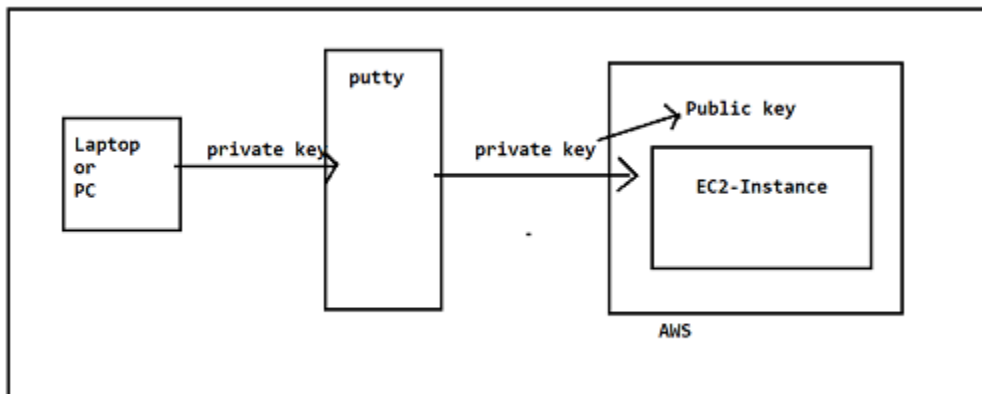 Laptop
or
PC
private key
putty
private key
Public key
EC2-Instance
AWS